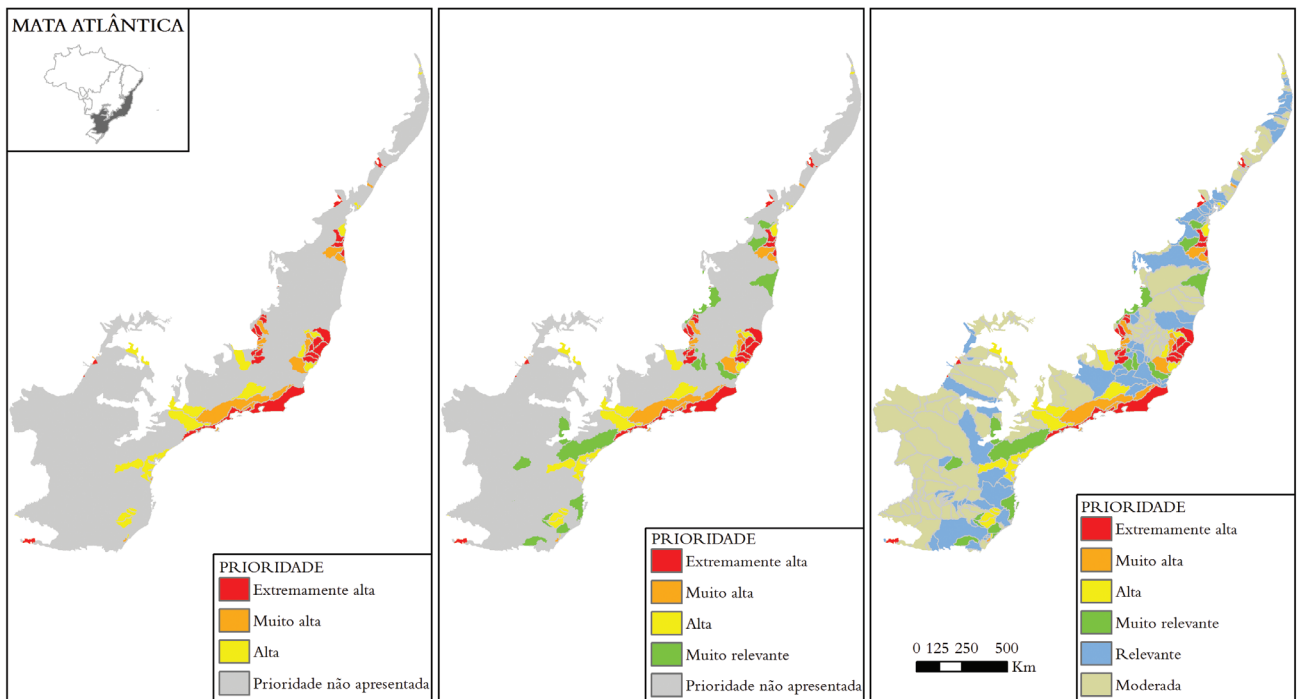 MATA ATLÂNTICA
PRIORIDADE
Extremamente alta
Muito alta
Alta
Prioridade não apresentada
PRIORIDADE
Extremamente alta
Muito alta
Alta
Muito relevante
Prioridade não apresentada
0 125 250 500
Km
PRIORIDADE
Extremamente alta
Muito alta
Alta
Muito relevante
Relevante
Moderada